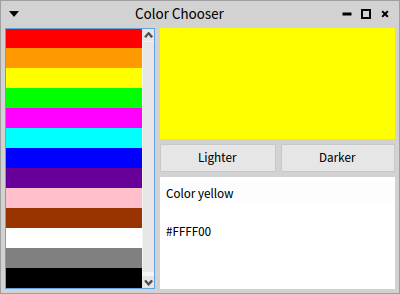 Color Chooser
Lighter
Darker
Color yellow
#FFFF00